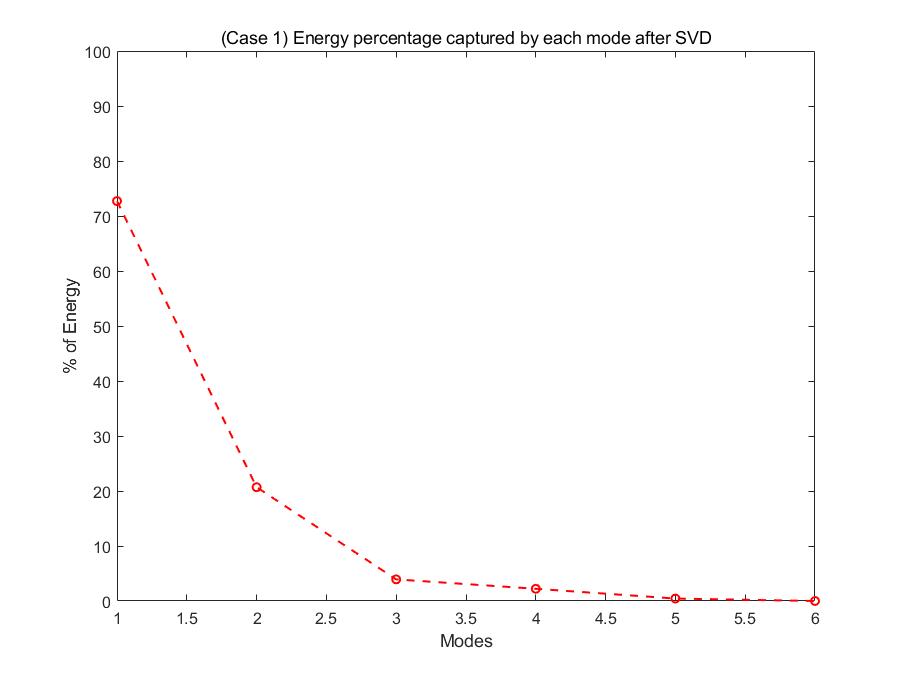 (Case 1) Energy percentage captured by each mode after SVD
100
90
80
70
60
50
40
30
20
10
0
% of Energy
1 1.5 2 2.5 3 3.5 4 4.5 5 5.5 6
Modes